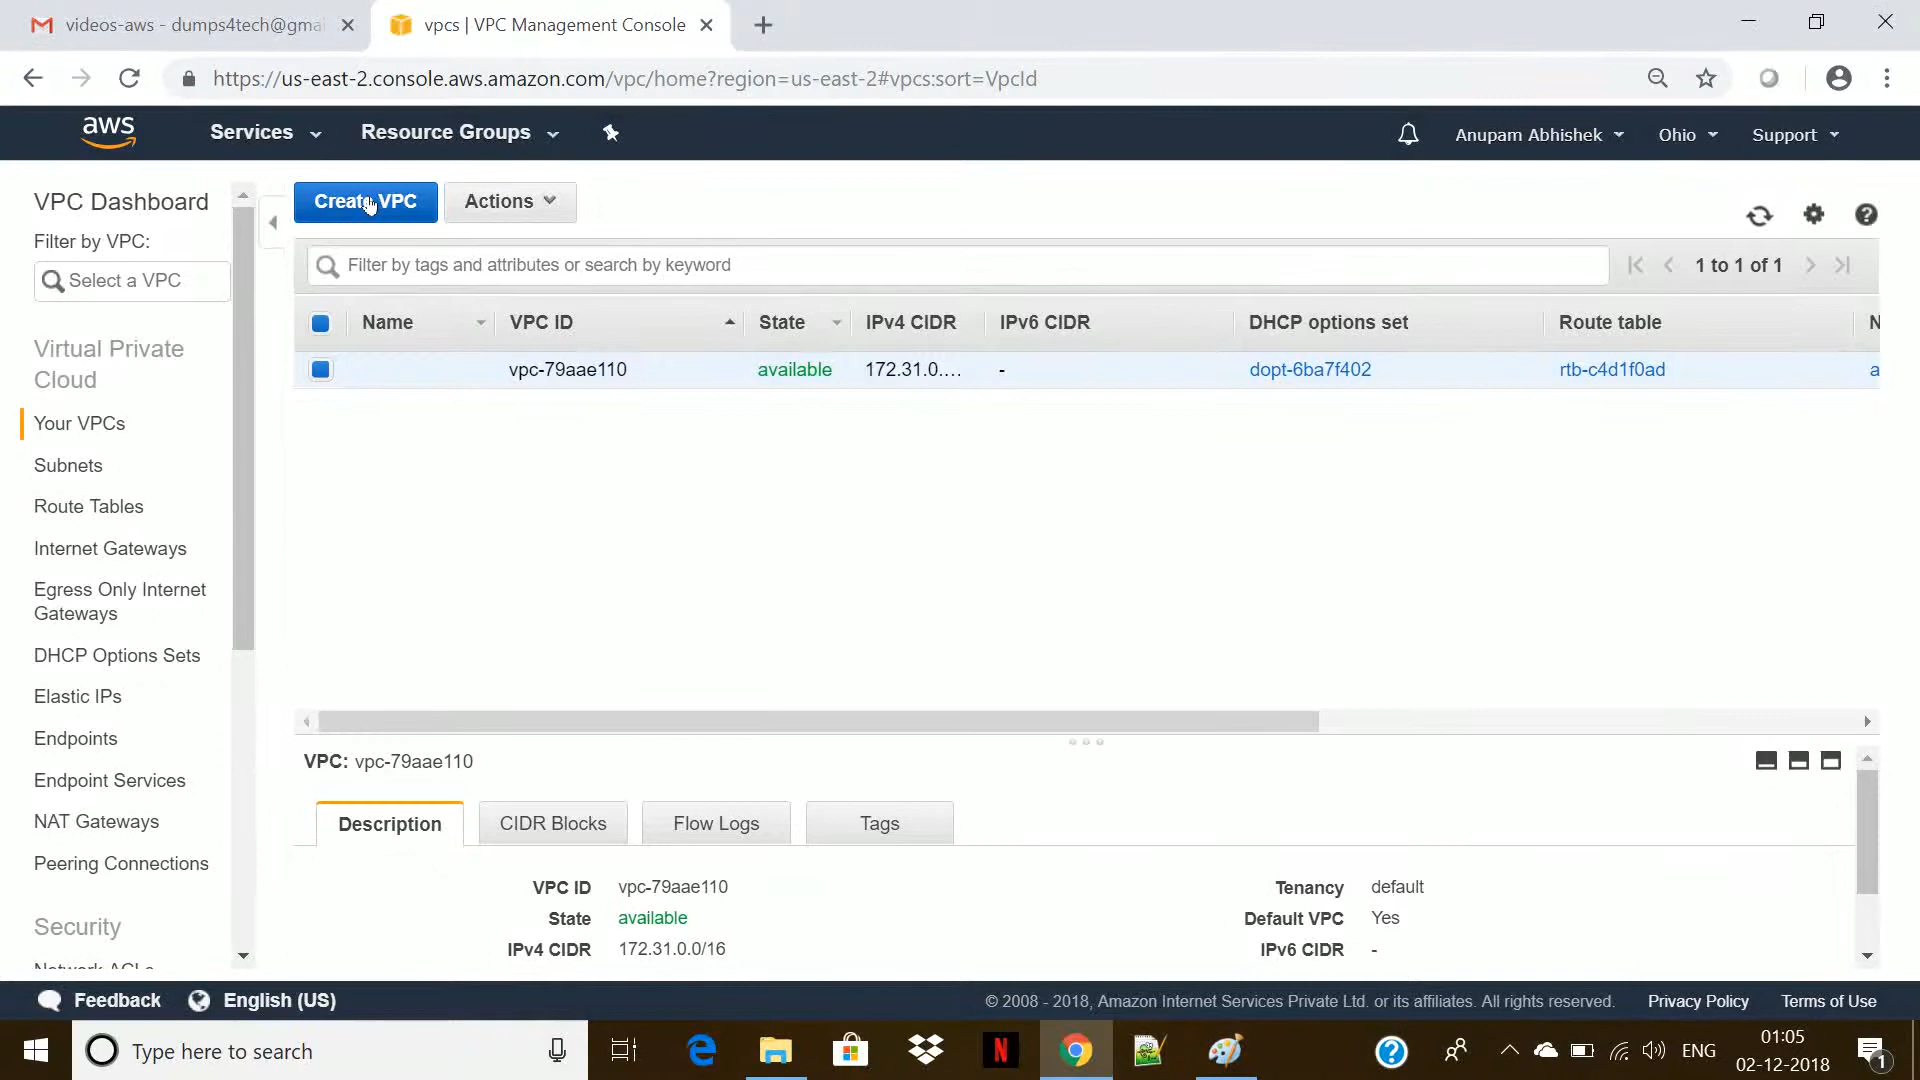 videos-aws - dumps4tech@gma
vpcs | VPC Management Console
https://us-east-2.console.aws.amazon.com/vpc/home?region=us-east-2#vpcs:sort=VpcId
aws
Services
Resource Groups
Anupam Abhishek
Ohio
Support
VPC Dashboard
Filter by VPC:
Select a VPC
Virtual Private
Cloud
Your VPCs
Subnets
Route Tables
Internet Gateways
Egress Only Internet
Gateways
DHCP Options Sets
Elastic IPs
Endpoints
Endpoint Services
NAT Gateways
Peering Connections
Security
Network ACLs
Create VPC
Actions
Filter by tags and attributes or search by keyword
1 to 1 of 1
Name
VPC ID
State
IPv4 CIDR
IPv6 CIDR
DHCP options set
Route table
N
vpc-79aae110
available
172.31.0....
-
dopt-6ba7f402
rtb-c4d1f0ad
a
VPC: vpc-79aae110
Description
CIDR Blocks
Flow Logs
Tags
VPC ID vpc-79aae110
State available
IPv4 CIDR 172.31.0.0/16
Tenancy default
Default VPC Yes
IPv6 CIDR -
Feedback
English (US)
© 2008 - 2018, Amazon Internet Services Private Ltd. or its affiliates. All rights reserved.
Privacy Policy
Terms of Use
Type here to search
N
ENG
01:05
02-12-2018
1